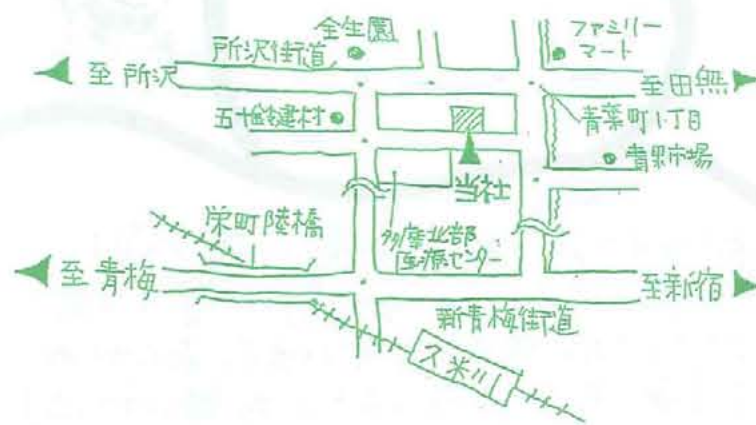 全生園
ファミリー
マート
所沢街道
至所沢
至田無
五十鈴建材
青葉町1丁目
青果市場
当社
栄町陸橋
多摩北部
医療センター
至青梅
至新宿
新青梅街道
久米川